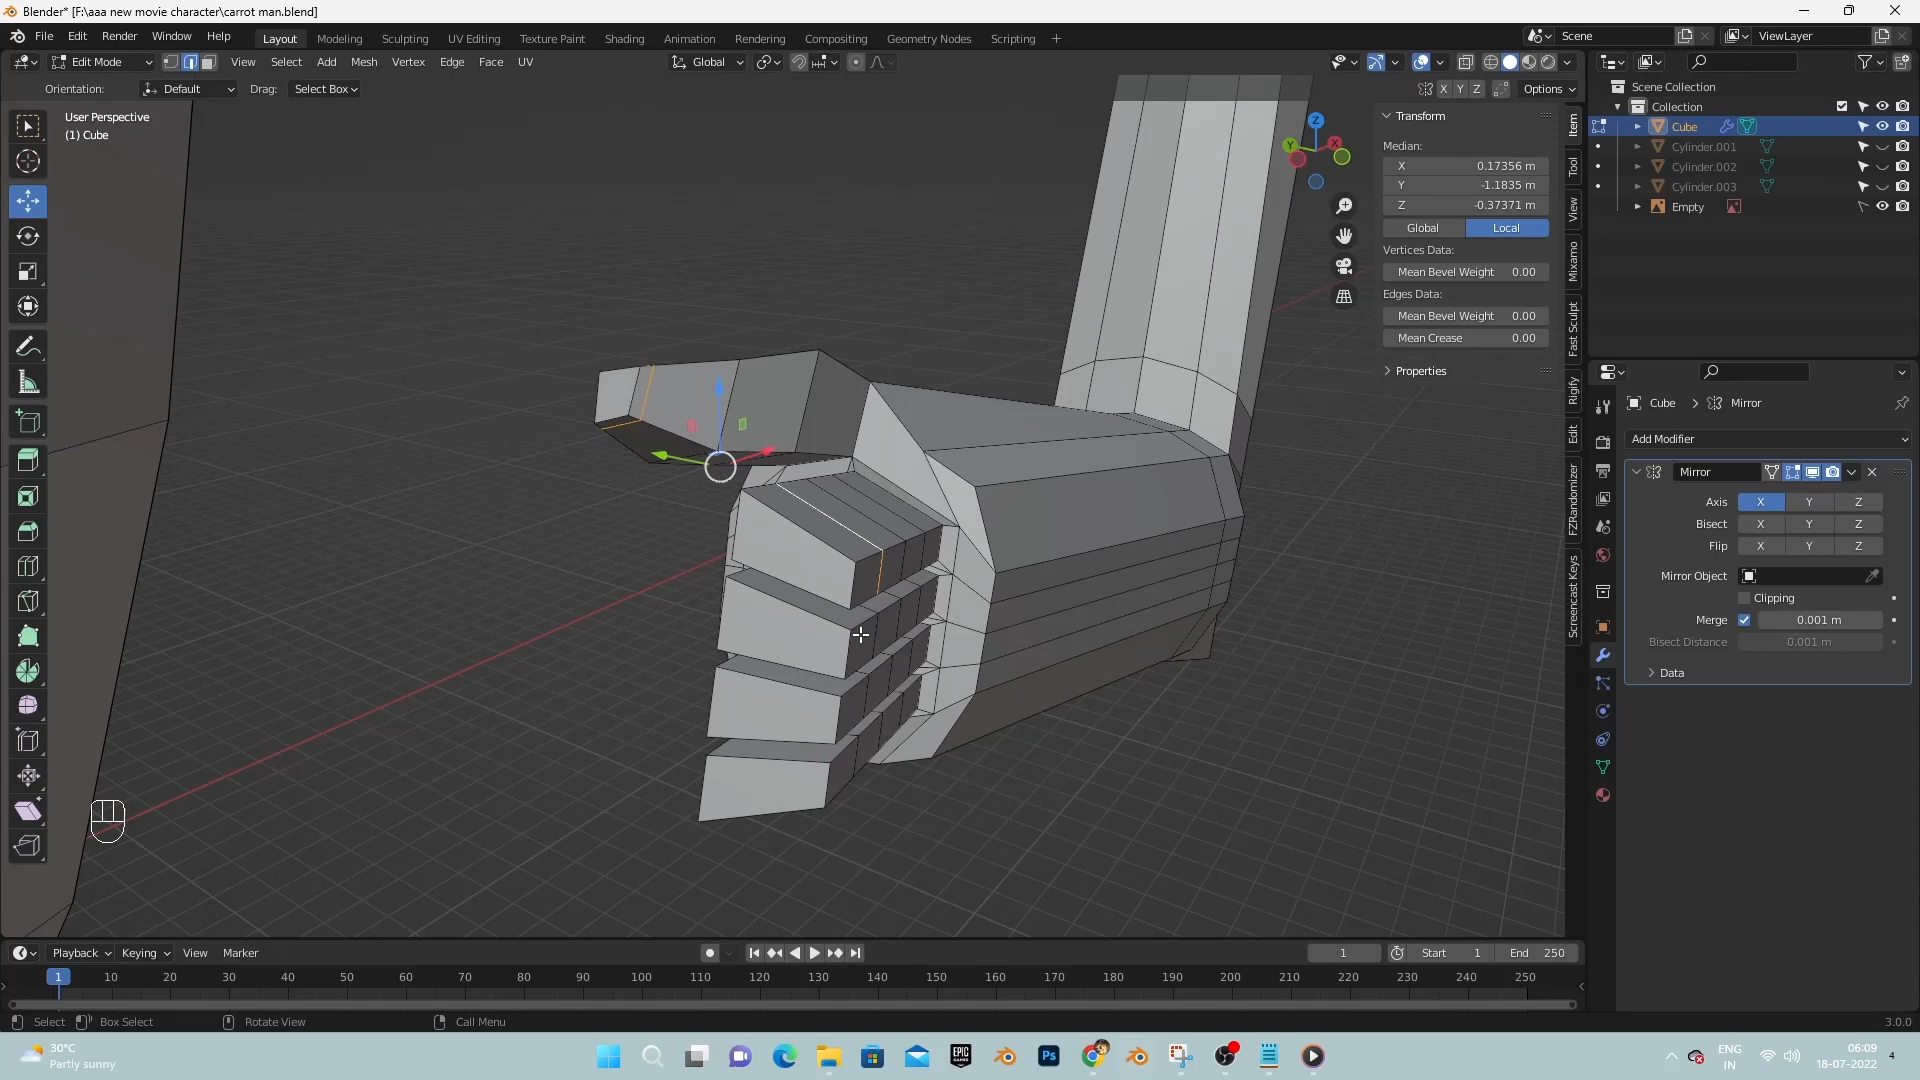 Blender* [F:\aaa new movie character\carrot man.blend]
File Edit Render Window Help Layout Modeling Sculpting UV Editing Texture Paint Shading Animation Rendering Compositing Geometry Nodes Scripting + Scene ViewLayer
Edit Mode View Select Add Mesh Vertex Edge Face UV Global
Orientation: Default Drag: Select Box X Y Z Options
User Perspective
(1) Cube
Transform
Median:
X 0.17356 m
Y -1.1835 m
Z -0.37371 m
Global Local
Vertices Data:
Mean Bevel Weight 0.00
Edges Data:
Mean Bevel Weight 0.00
Mean Crease 0.00
Properties
Item
Tool
View
Mixamo
Fast Sculpt
Rigify
Edit
FZRandomizer
Screencast Keys
Z
X
Y
Scene Collection
Collection
Cube
Cylinder.001
Cylinder.002
Cylinder.003
Empty
Cube Mirror
Add Modifier
Mirror
Axis X Y Z
Bisect X Y Z
Flip X Y Z
Mirror Object
Clipping
Merge 0.001 m
Bisect Distance 0.001 m
Data
Playback Keying View Marker 1 Start 1 End 250
1 10 20 30 40 50 60 70 80 90 100 110 120 130 140 150 160 170 180 190 200 210 220 230 240 250
Select Box Select Rotate View Call Menu 3.0.0
30°C
Partly sunny
EPIC
GAMES
Ps
ENG
IN
06:09
18-07-2022
4